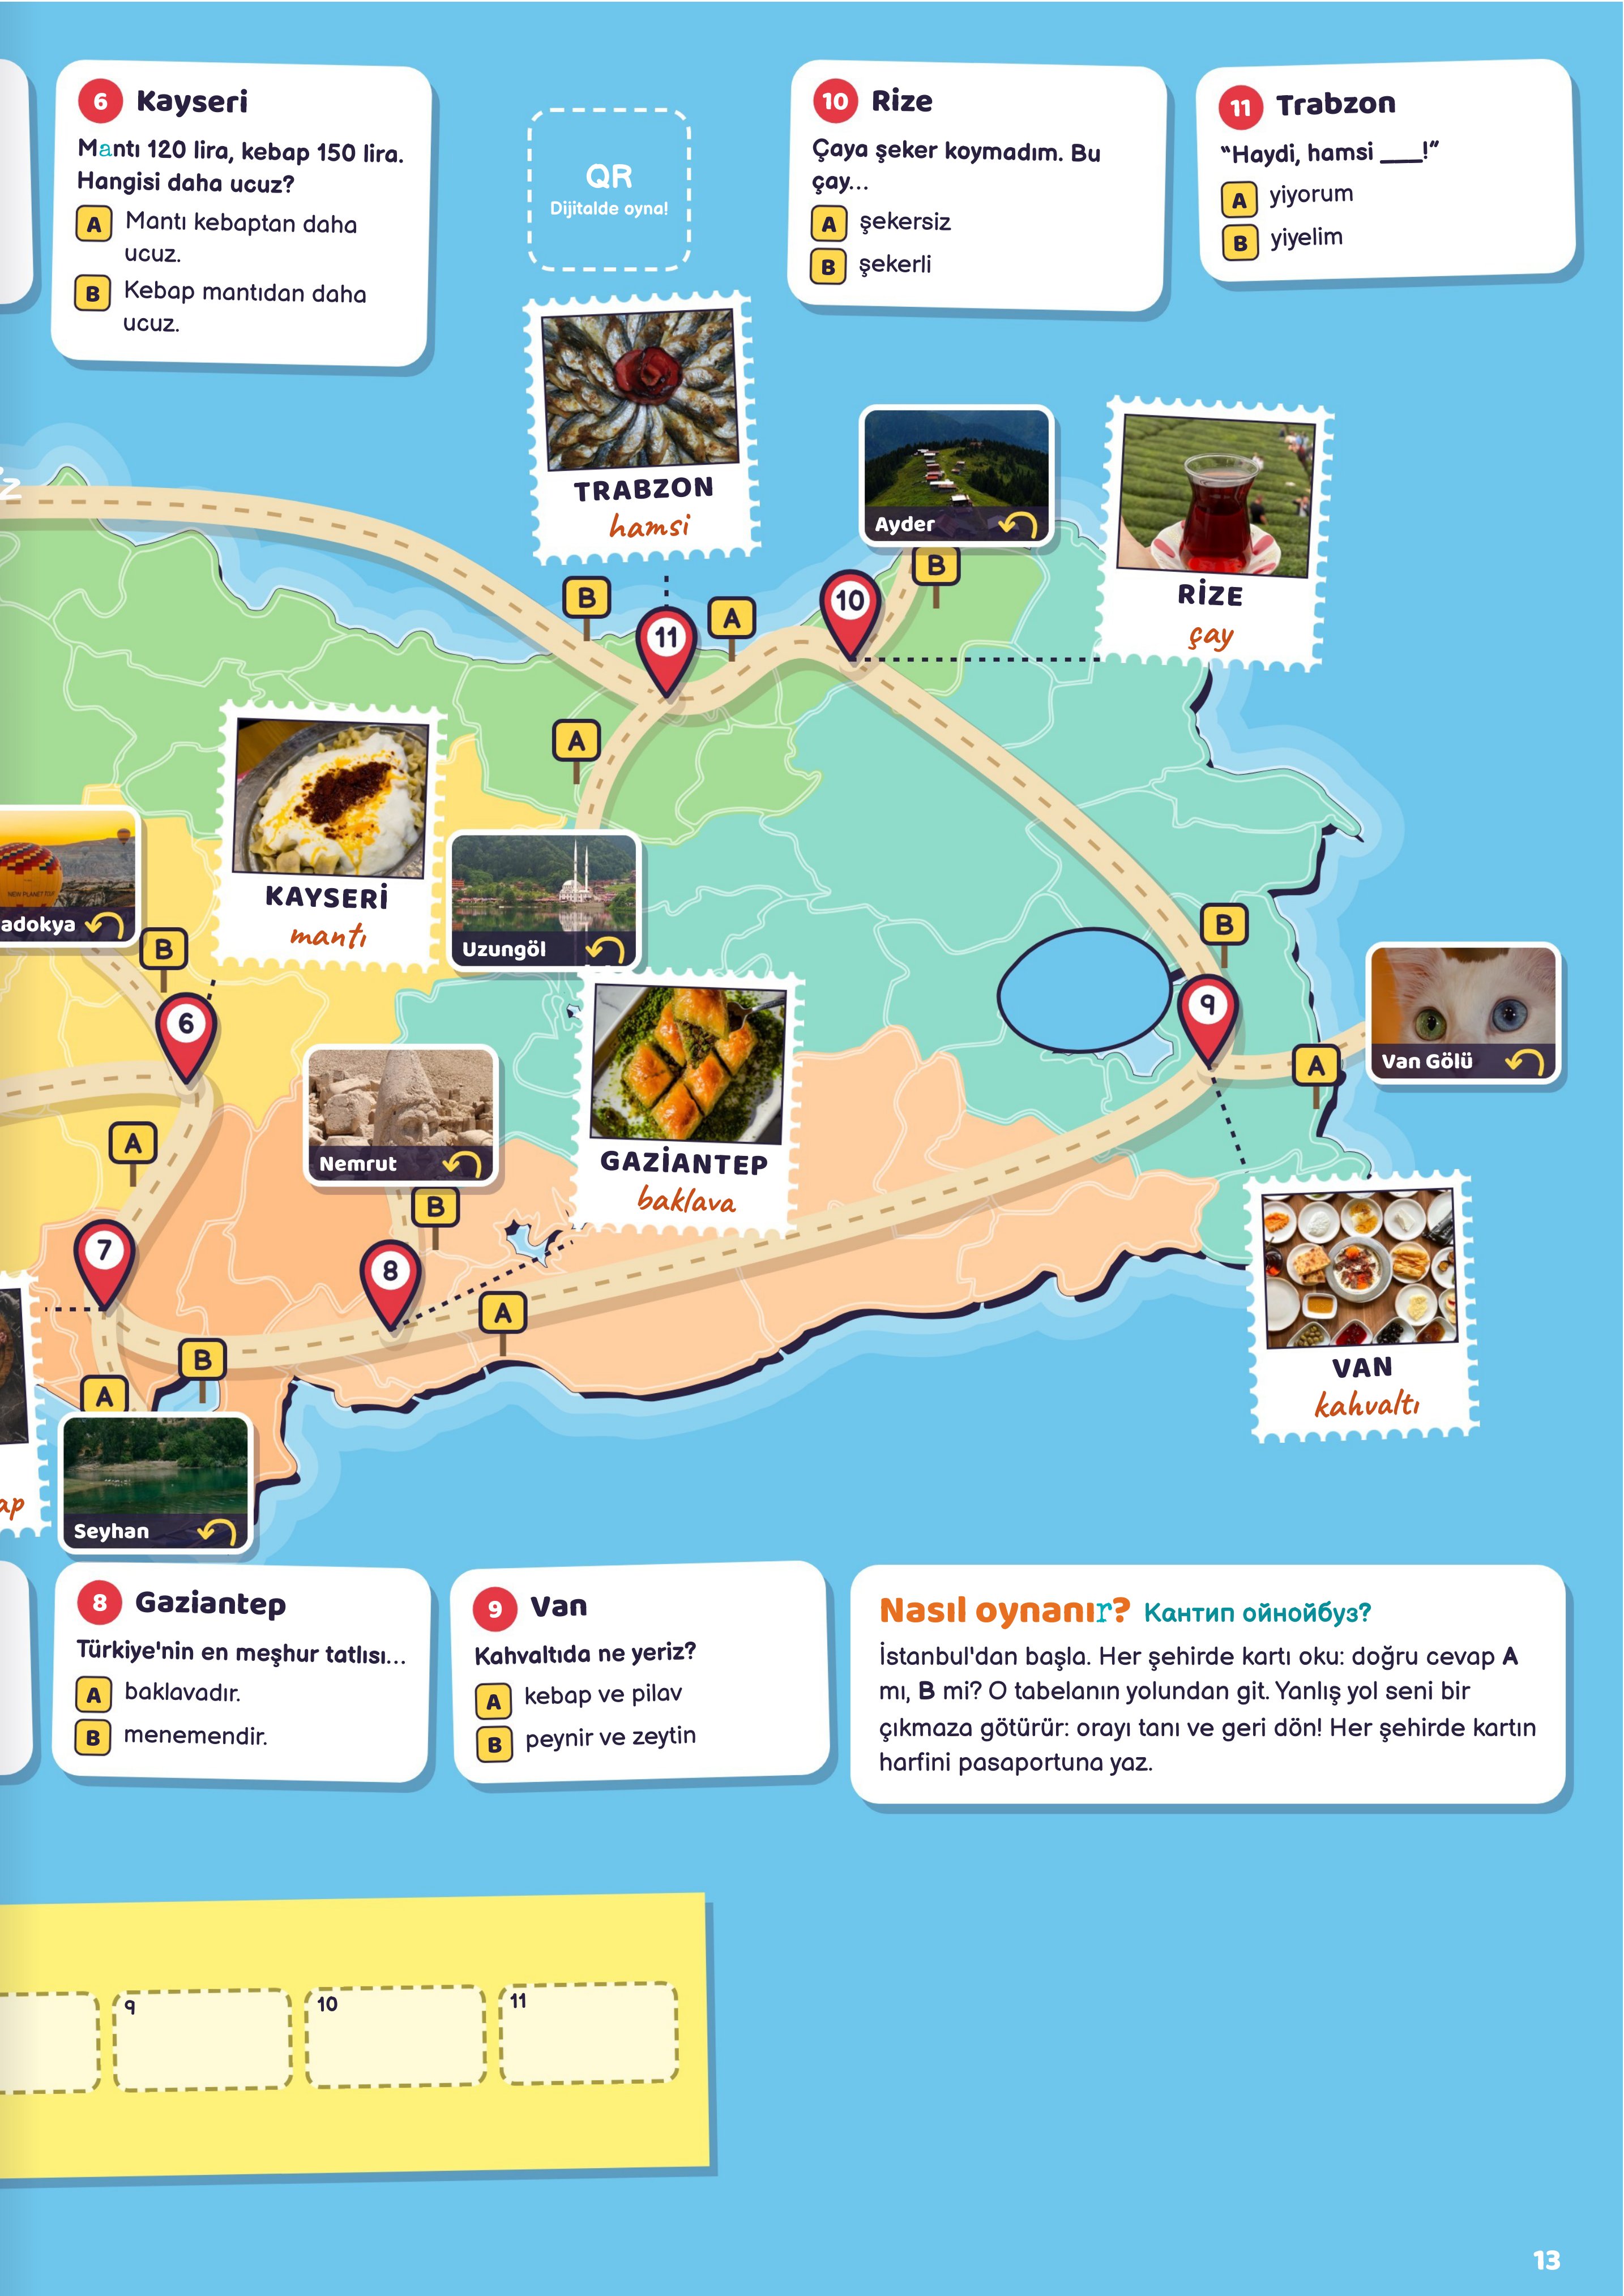 6 Kayseri
Mantı 120 lira, kebap 150 lira.
Hangisi daha ucuz?
A Mantı kebaptan daha
ucuz.
B Kebap mantıdan daha
ucuz.
QR
Dijitalde oyna!
10 Rize
Çaya şeker koymadım. Bu
çay...
A şekersiz
B şekerli
11 Trabzon
“Haydi, hamsi ___!”
A yiyorum
B yiyelim
TRABZON
hamsi
Ayder
RİZE
çay
Z
B
11
A
10
B
A
KAYSERİ
mantı
adokya
Uzungöl
B
6
B
9
A
Van Gölü
GAZİANTEP
baklava
Nemrut
A
7
B
8
A
B
A
VAN
kahvaltı
ap
Seyhan
8 Gaziantep
Türkiye'nin en meşhur tatlısı...
A baklavadır.
B menemendir.
9 Van
Kahvaltıda ne yeriz?
A kebap ve pilav
B peynir ve zeytin
Nasıl oynanır? Кантип ойнойбуз?
İstanbul'dan başla. Her şehirde kartı oku: doğru cevap A
mı, B mi? O tabelanın yolundan git. Yanlış yol seni bir
çıkmaza götürür: orayı tanı ve geri dön! Her şehirde kartın
harfini pasaportuna yaz.
9
10
11
13